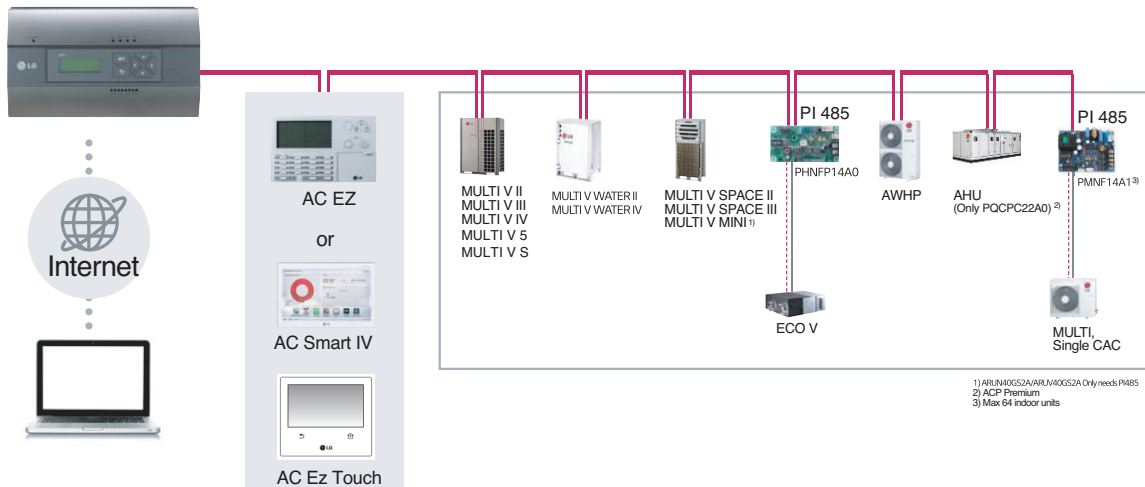 LG
Internet
AC EZ
or
AC Smart IV
LG
AC Ez Touch
MULTI V II
MULTI V III
MULTI V IV
MULTI V 5
MULTI V S
LG
MULTI V WATER II
MULTI V WATER IV
MULTI V SPACE II
MULTI V SPACE III
MULTI V MINI 1)
PI 485
PHNFP14A0
ECO V
AWHP
AHU
(Only PQCPC22A0) 2)
PI 485
PMNF14A1 3)
MULTI,
Single CAC
1) ARUN40GS2A/ARUV40GS2A Only needs PI485
2) ACP Premium
3) Max 64 indoor units